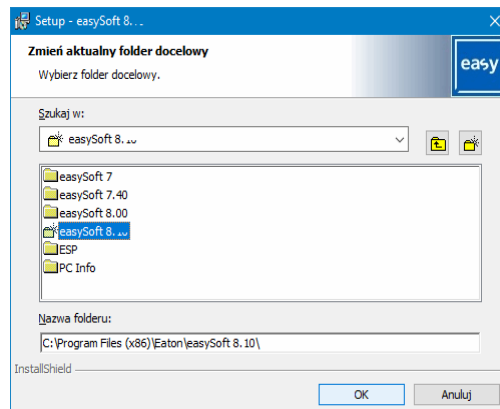 Setup - easySoft 8...
Zmień aktualny folder docelowy
Wybierz folder docelowy.
easy
Szukaj w:
easySoft 8.
easySoft 7
easySoft 7.40
easySoft 8.00
easySoft 8.
ESP
PC Info
Nazwa folderu:
C:\Program Files (x86)\Eaton\easySoft 8.10\
InstallShield
OK
Anuluj